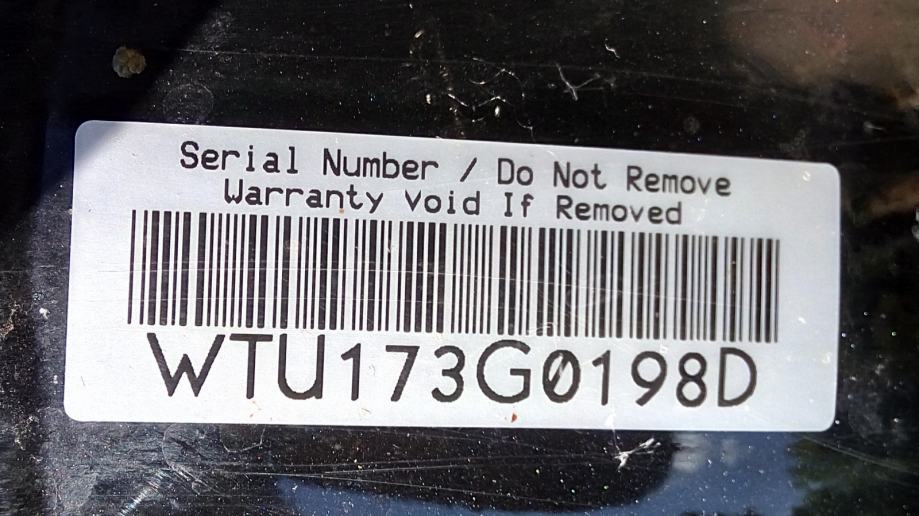 Serial Number / Do Not Remove
Warranty Void If Removed
WTU173G0198D